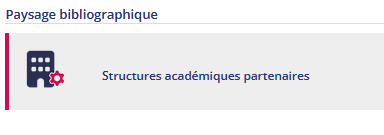 Paysage bibliographique
Structures académiques partenaires